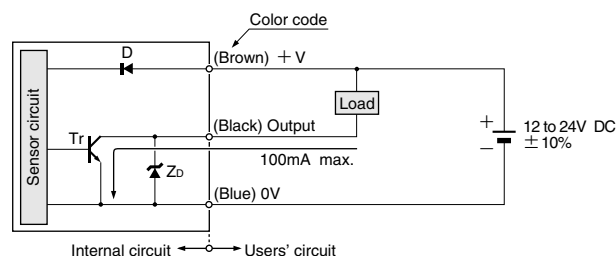 Color code
D
(Brown) + V
Sensor circuit
Load
Tr
(Black) Output
+
12 to 24V DC
ZD
100mA max.
−
± 10%
(Blue) 0V
Internal circuit
Users' circuit